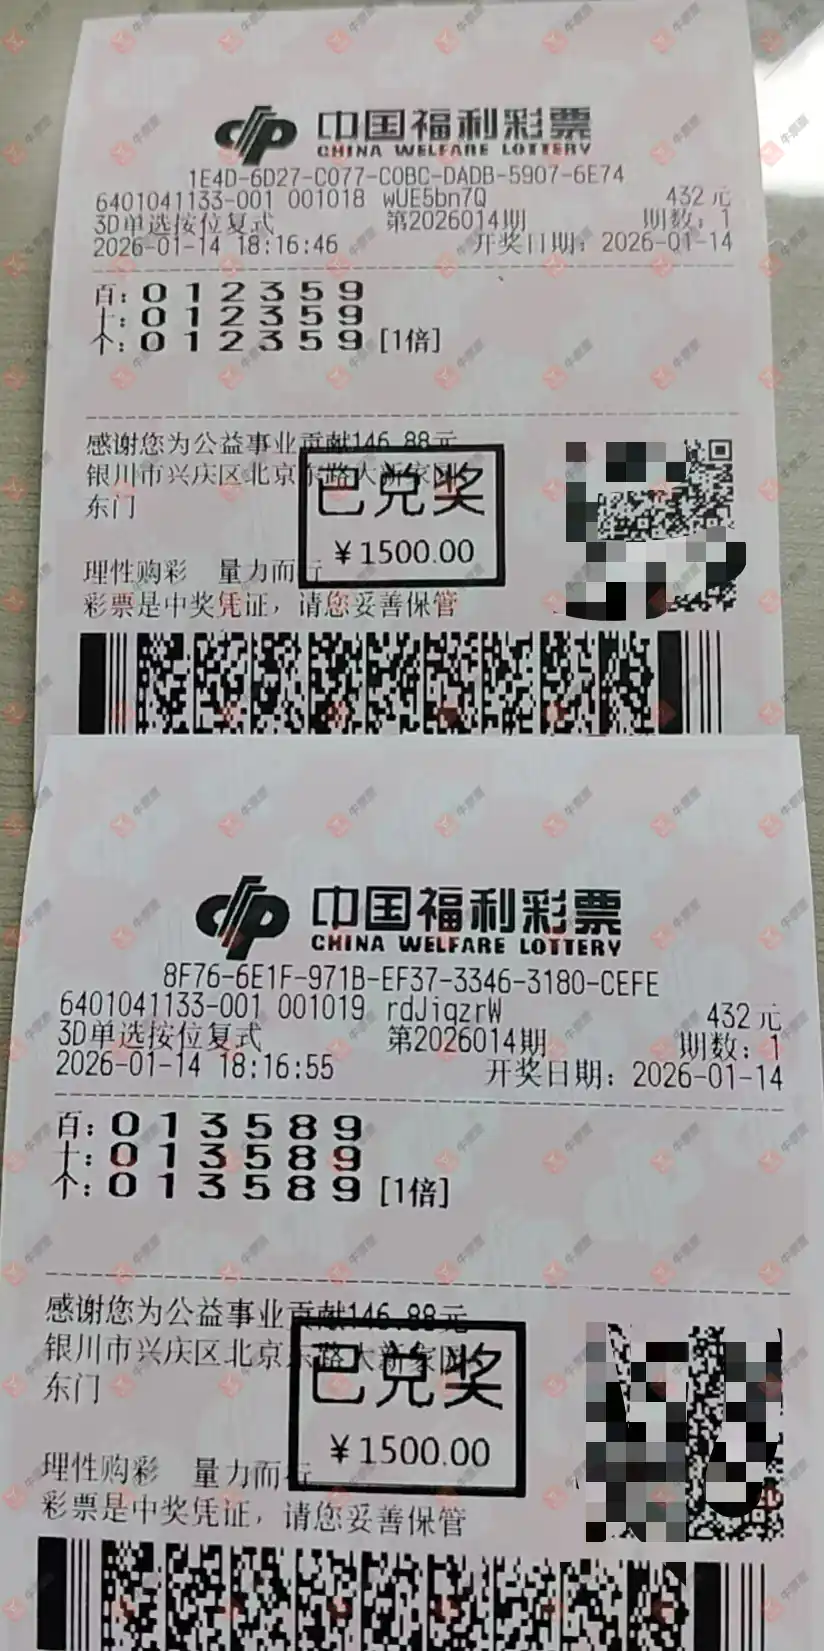 中国福利彩票
CHINA WELFARE LOTTERY
1E4D-6D27-C077-C0BC-DADB-5907-6E74
6401041133-001 001018 wUE5bn7Q 432元
3D单选按位复式 第2026014期 期数：1
2026-01-14 18:16:46 开奖日期：2026-01-14
百：0 1 2 3 5 9
十：0 1 2 3 5 9
个：0 1 2 3 5 9 [1倍]
感谢您为公益事业贡献146.88元
银川市兴庆区北京东路大新家园
东门
已兑奖
¥1500.00
理性购彩 量力而行
彩票是中奖凭证，请您妥善保管
中国福利彩票
CHINA WELFARE LOTTERY
8F76-6E1F-971B-EF37-3346-3180-CEFE
6401041133-001 001019 rdJiqzrW 432元
3D单选按位复式 第2026014期 期数：1
2026-01-14 18:16:55 开奖日期：2026-01-14
百：0 1 3 5 8 9
十：0 1 3 5 8 9
个：0 1 3 5 8 9 [1倍]
感谢您为公益事业贡献146.88元
银川市兴庆区北京东路大新家园
东门
已兑奖
¥1500.00
理性购彩 量力而行
彩票是中奖凭证，请您妥善保管